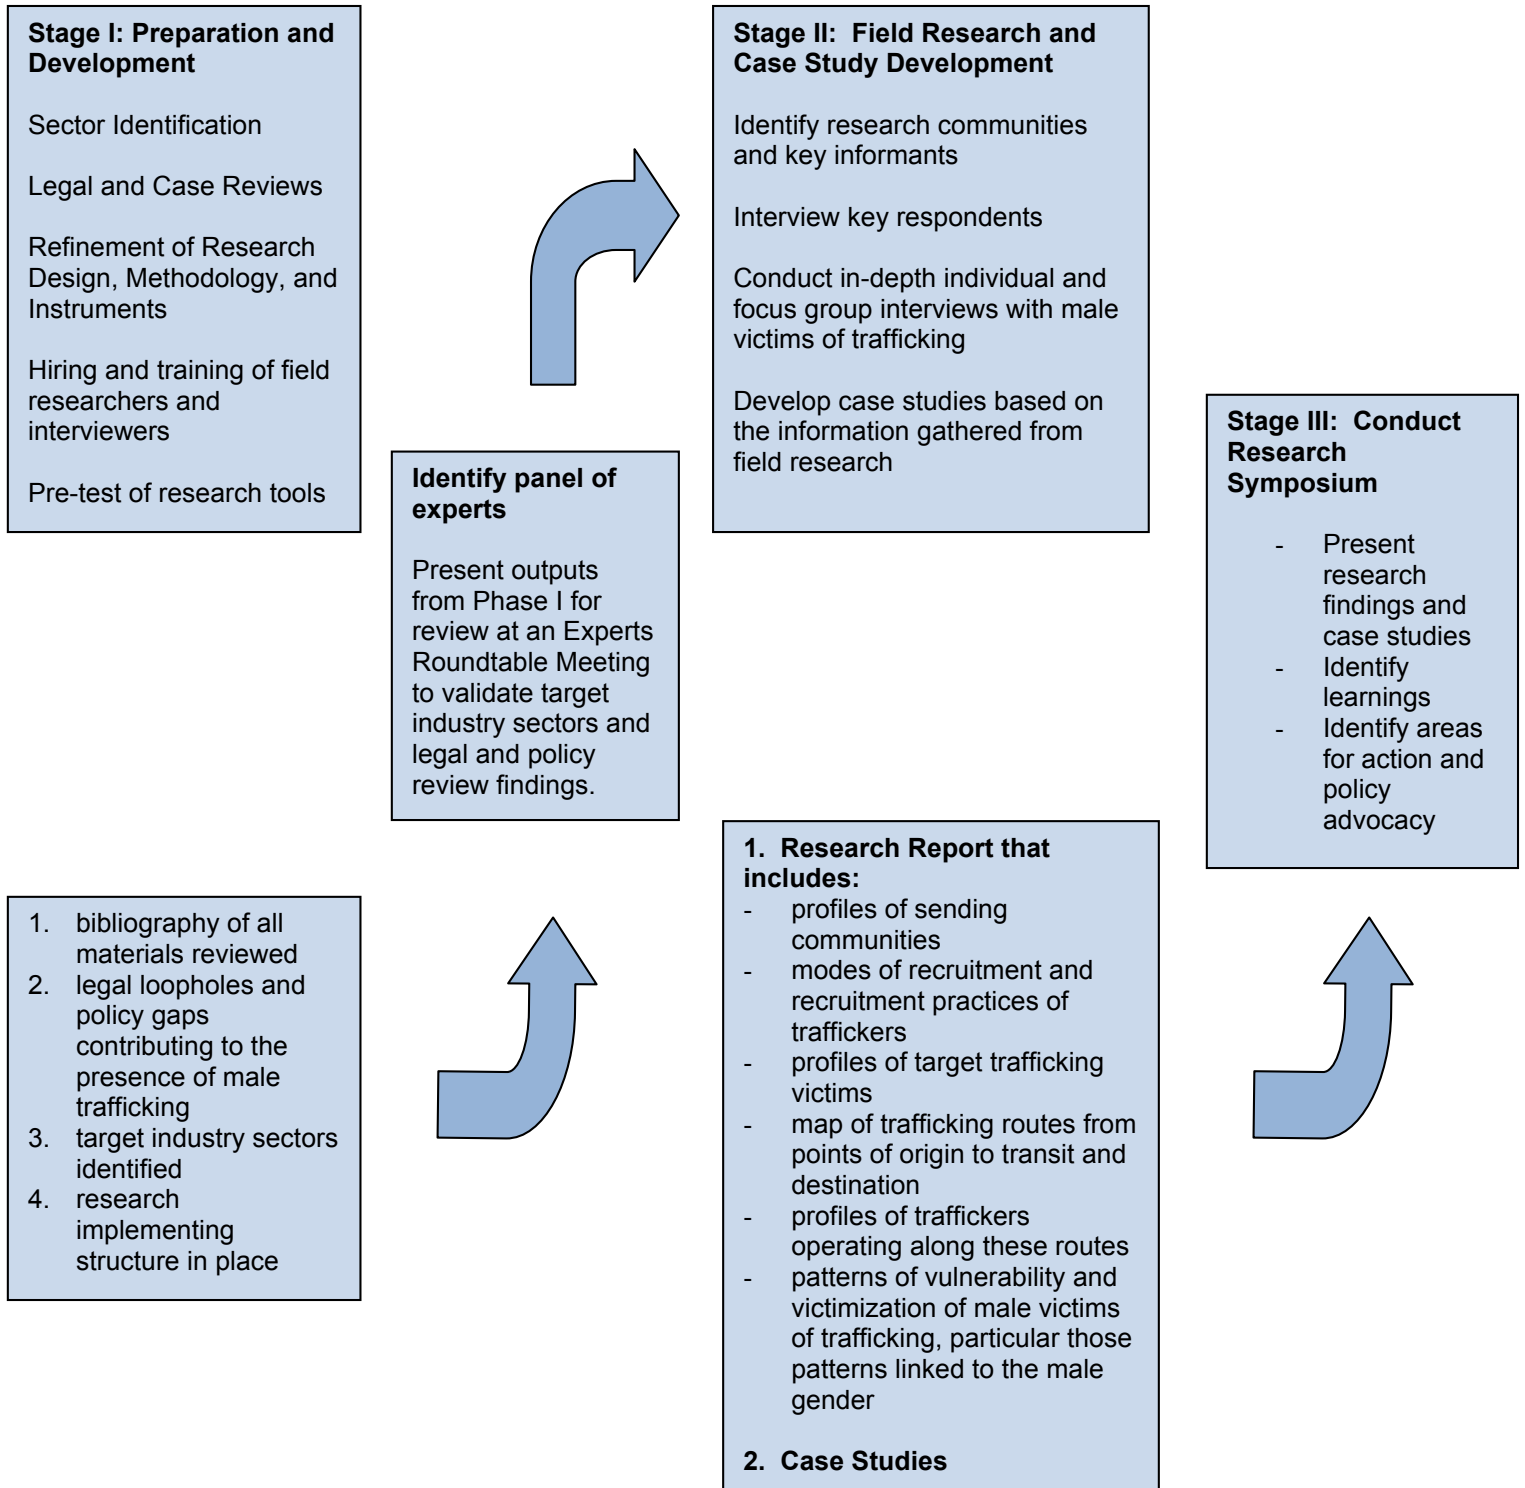 Stage I: Preparation and
Development
Sector Identification
Legal and Case Reviews
Refinement of Research
Design, Methodology, and
Instruments
Hiring and training of field
researchers and
interviewers
Pre-test of research tools
Identify panel of
experts
Present outputs
from Phase I for
review at an Experts
Roundtable Meeting
to validate target
industry sectors and
legal and policy
review findings.
Stage II:  Field Research and
Case Study Development
Identify research communities
and key informants
Interview key respondents
Conduct in-depth individual and
focus group interviews with male
victims of trafficking
Develop case studies based on
the information gathered from
field research
Stage III:  Conduct
Research
Symposium
- Present
research
findings and
case studies
- Identify
learnings
- Identify areas
for action and
policy
advocacy
1. bibliography of all
materials reviewed
2. legal loopholes and
policy gaps
contributing to the
presence of male
trafficking
3. target industry sectors
identified
4. research
implementing
structure in place
1.  Research Report that
includes:
- profiles of sending
communities
- modes of recruitment and
recruitment practices of
traffickers
- profiles of target trafficking
victims
- map of trafficking routes from
points of origin to transit and
destination
- profiles of traffickers
operating along these routes
- patterns of vulnerability and
victimization of male victims
of trafficking, particular those
patterns linked to the male
gender
2.  Case Studies